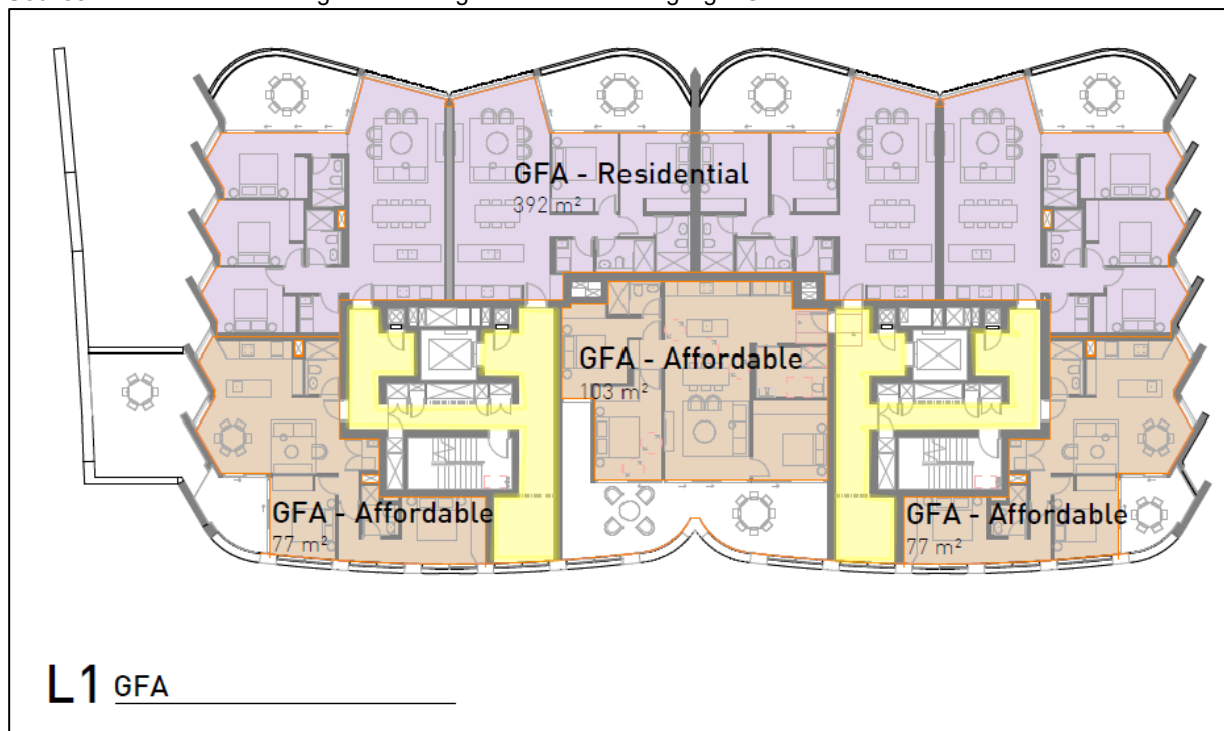 GFA - Residential
392 m²
GFA - Affordable
103 m²
GFA - Affordable
77 m²
GFA - Affordable
77 m²
L1 GFA